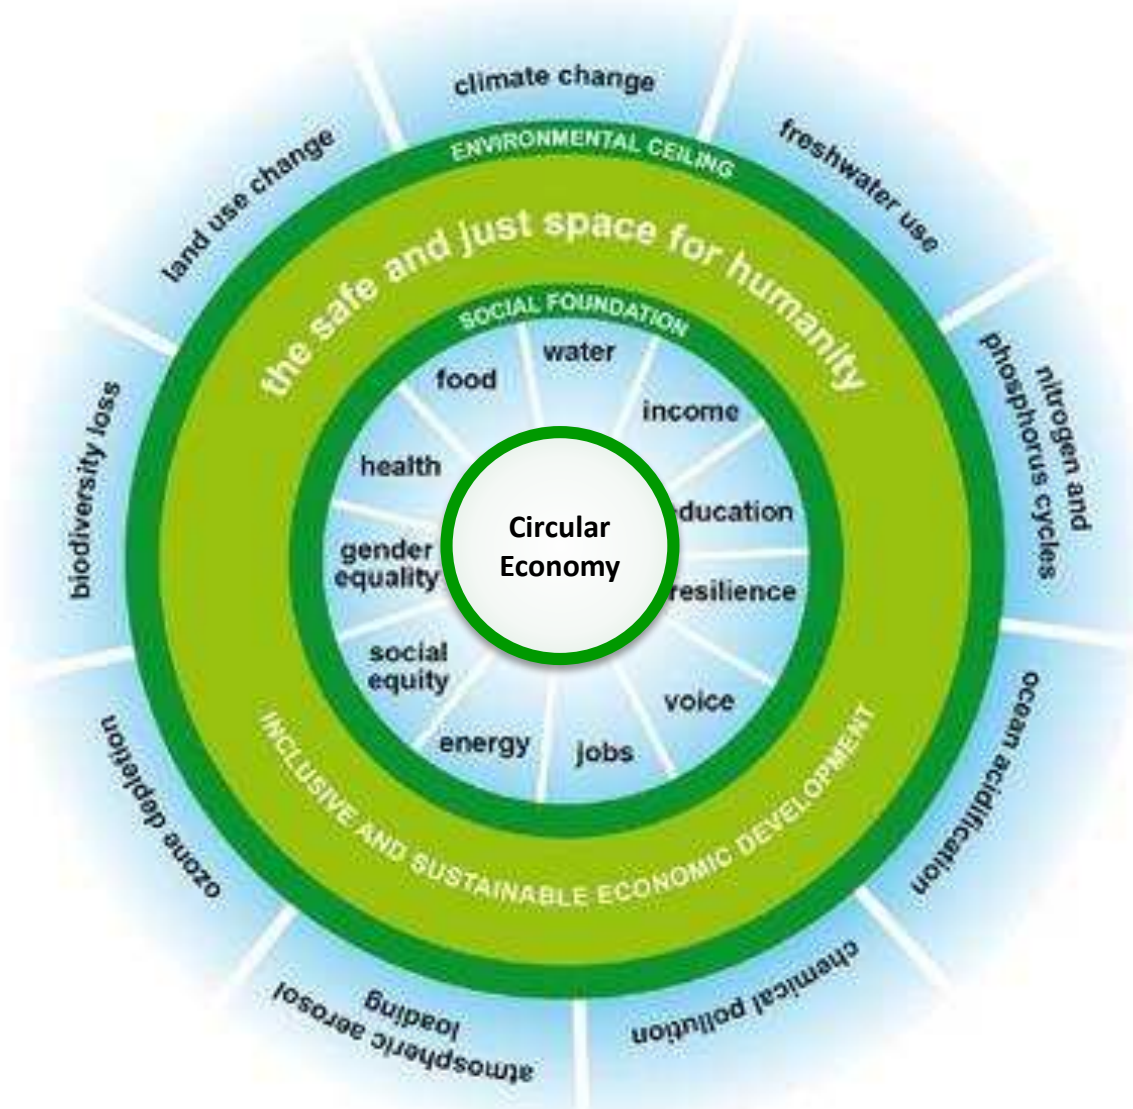 climate change
freshwater use
nitrogen and
phosphorus cycles
ocean acidification
chemical pollution
atmospheric aerosol
loading
ozone depletion
biodiversity loss
land use change
ENVIRONMENTAL CEILING
the safe and just space for humanity
SOCIAL FOUNDATION
water
income
education
resilience
voice
jobs
energy
social
equity
gender
equality
health
food
Circular
Economy
INCLUSIVE AND SUSTAINABLE ECONOMIC DEVELOPMENT